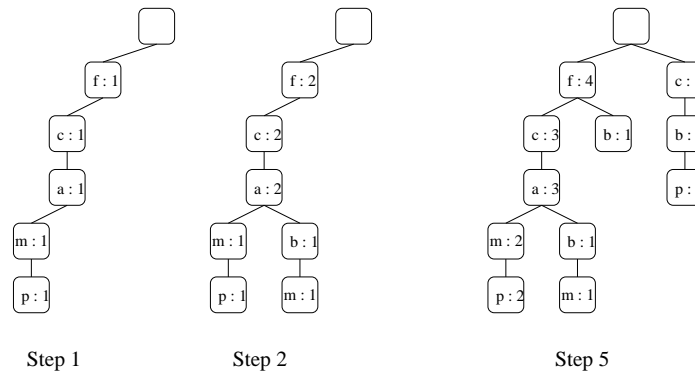 f : 1 f : 2 f : 4 c :
c : 1 c : 2 c : 3 b : 1 b :
a : 1 a : 2 a : 3 p :
m : 1 m : 1 b : 1 m : 2 b : 1
p : 1 p : 1 m : 1 p : 2 m : 1
Step 1 Step 2 Step 5